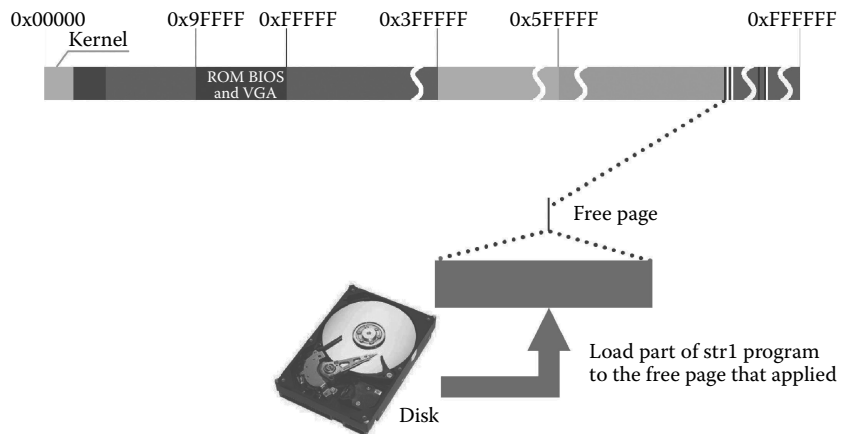 0x00000 0x9FFFF 0xFFFFF 0x3FFFFF 0x5FFFFF 0xFFFFFF
Kernel
ROM BIOS
and VGA
Free page
Load part of str1 program
to the free page that applied
Disk